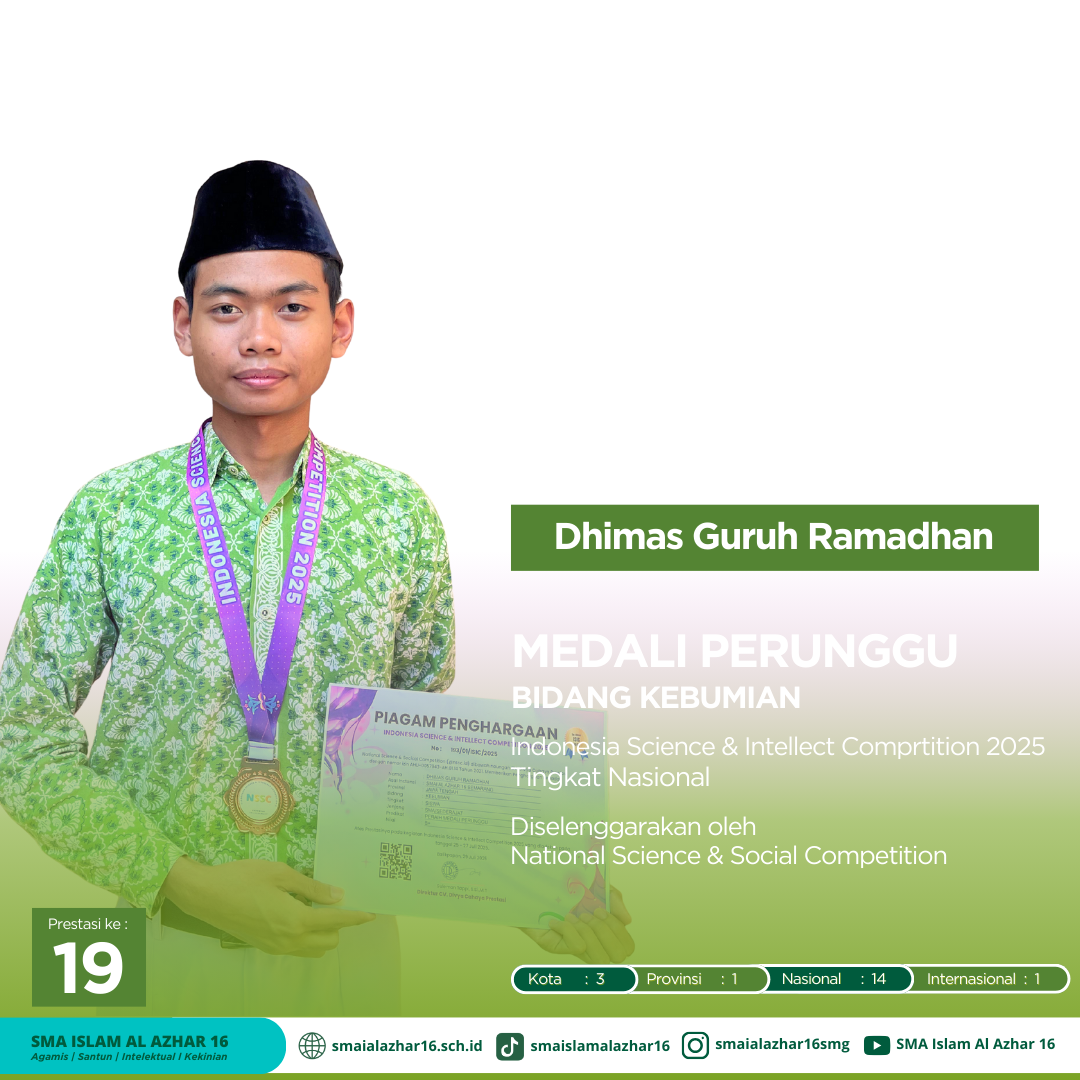 Dhimas Guruh Ramadhan
MEDALI PERUNGGU
BIDANG KEBUMIAN
Indonesia Science & Intellect Comprtition 2025
Tingkat Nasional
Diselenggarakan oleh
National Science & Social Competition
INDONESIA SCIENC
OMPETITION 2025
PIAGAM PENGHARGAAN
INDONESIA SCIENCE & INTELLECT
NSSC
Prestasi ke :
19
Kota : 3 Provinsi : 1 Nasional : 14 Internasional : 1
SMA ISLAM AL AZHAR 16
Agamis | Santun | Intelektual I Kekinian
smaialazhar16.sch.id
smaislamalazhar16
smaialazhar16smg
SMA Islam Al Azhar 16